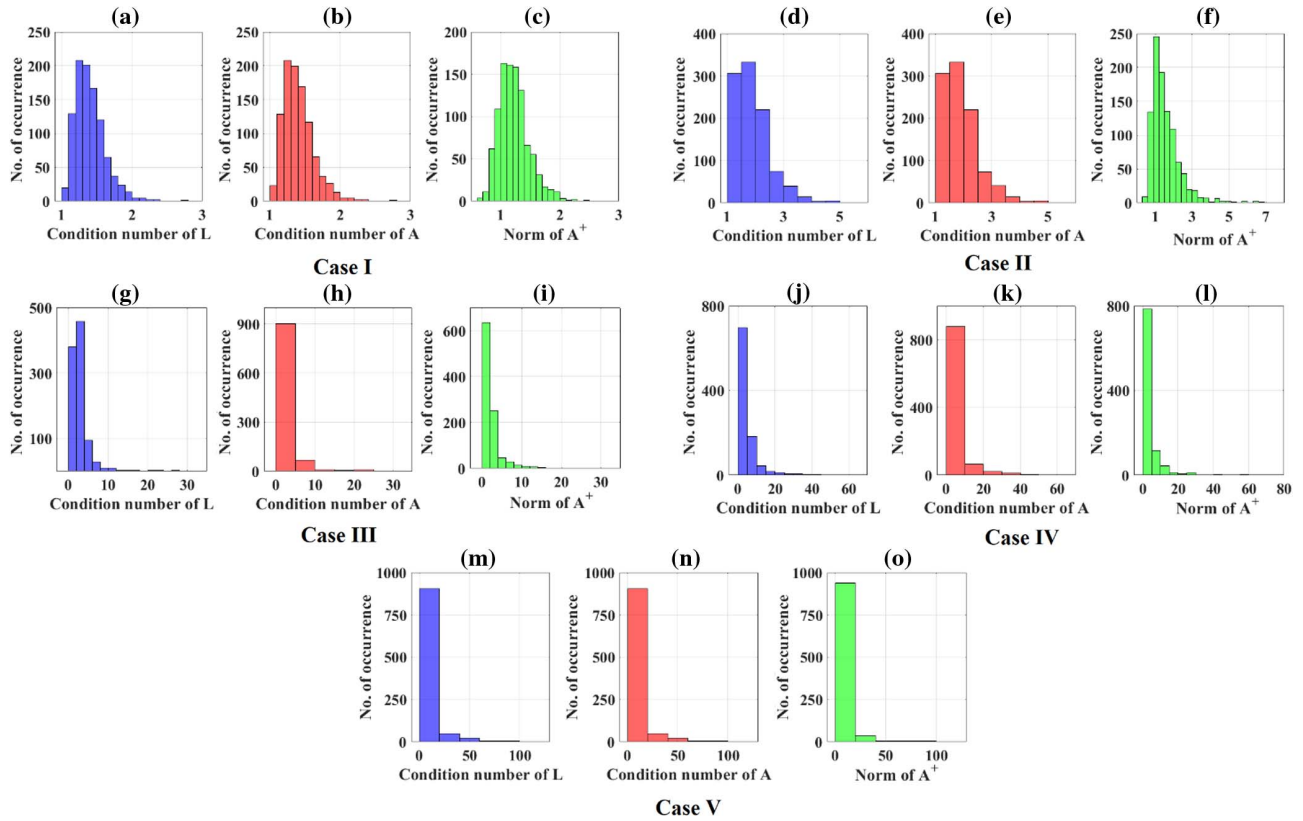 (a) (b) (c) (d) (e) (f)
250 250 200 400 400 250
200 200 150 300 300 200
150 150 100 200 200 150
100 100 50 100 100 100
50 50 0 0 0 50
0 0 0
No. of occurrence No. of occurrence No. of occurrence No. of occurrence No. of occurrence No. of occurrence
1 2 3 1 2 3 1 2 3 1 3 5 1 3 5 1 3 5 7
Condition number of L Condition number of A Norm of A+ Condition number of L Condition number of A Norm of A+
Case I Case II
(g) (h) (i) (j) (k) (l)
500 900 600 800 800 800
300 600 400 400 400 400
100 300 200 0 0 0
0 0
No. of occurrence No. of occurrence No. of occurrence No. of occurrence No. of occurrence No. of occurrence
0 10 20 30 0 10 20 30 0 10 20 30 0 20 40 60 0 20 40 60 0 20 40 60 80
Condition number of L Condition number of A Norm of A+ Condition number of L Condition number of A Norm of A+
Case III Case IV
(m) (n) (o)
1000 1000 1000
750 750 750
500 500 500
250 250 250
0 0 0
No. of occurrence No. of occurrence No. of occurrence
0 50 100 0 50 100 0 50 100
Condition number of L Condition number of A Norm of A+
Case V